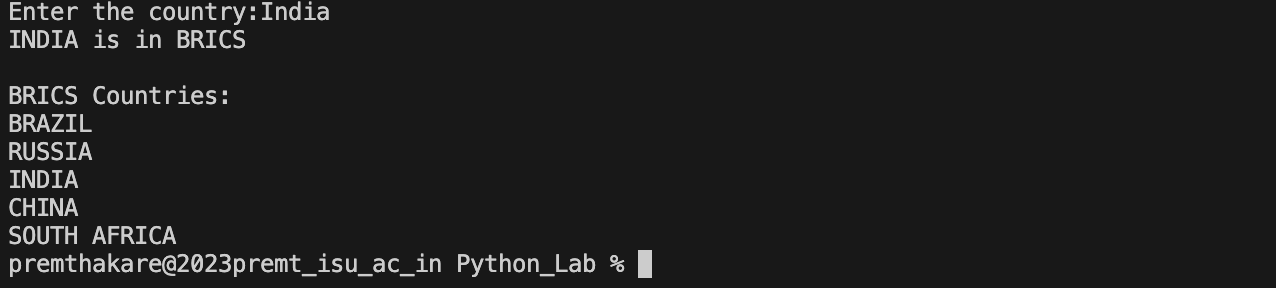 Enter the country:India
INDIA is in BRICS
BRICS Countries:
BRAZIL
RUSSIA
INDIA
CHINA
SOUTH AFRICA
premthakare@2023premt_isu_ac_in Python_Lab %